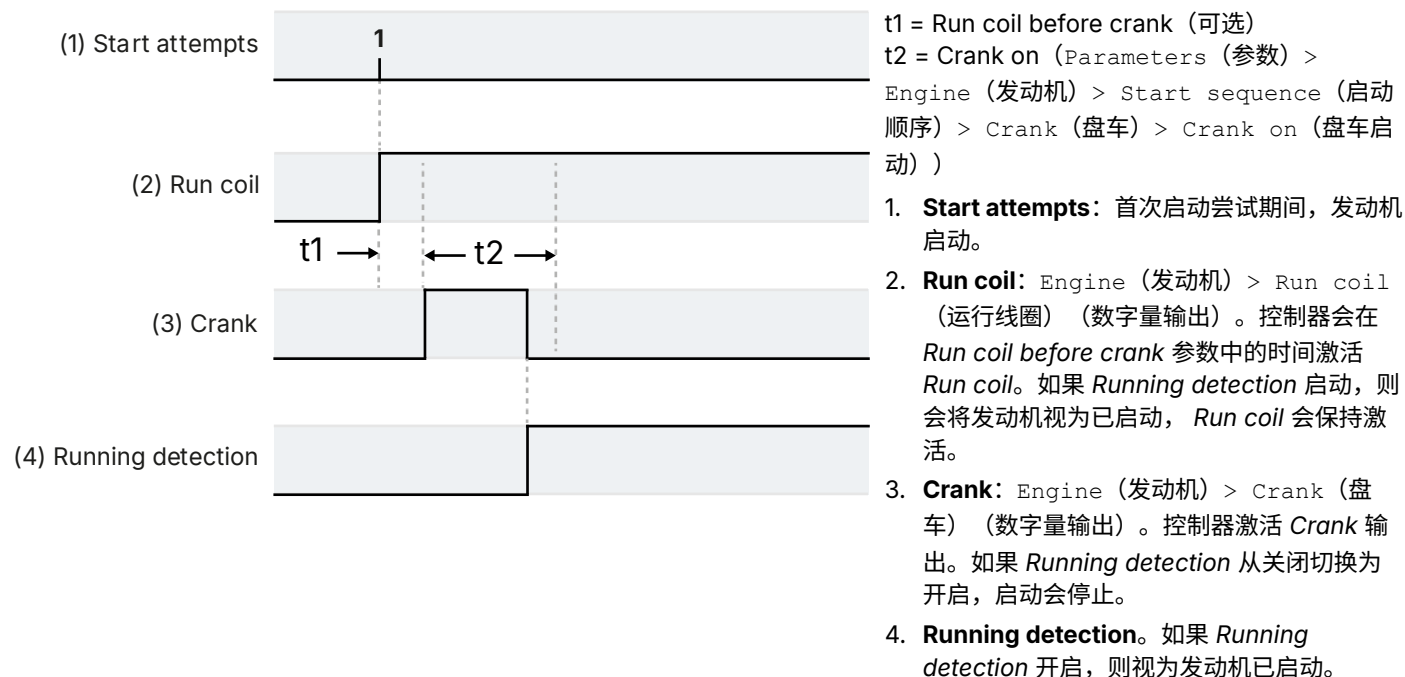 (1) Start attempts
1
(2) Run coil
t1
t2
(3) Crank
(4) Running detection
t1 = Run coil before crank（可选）
t2 = Crank on（Parameters（参数）>
Engine（发动机）> Start sequence（启动
顺序）> Crank（盘车）> Crank on（盘车启
动））
1. Start attempts：首次启动尝试期间，发动机
启动。
2. Run coil：Engine（发动机）> Run coil
（运行线圈）（数字量输出）。控制器会在
Run coil before crank 参数中的时间激活
Run coil。如果 Running detection 启动，则
会将发动机视为已启动， Run coil 会保持激
活。
3. Crank：Engine（发动机）> Crank（盘
车）（数字量输出）。控制器激活 Crank 输
出。如果 Running detection 从关闭切换为
开启，启动会停止。
4. Running detection。如果 Running
detection 开启，则视为发动机已启动。